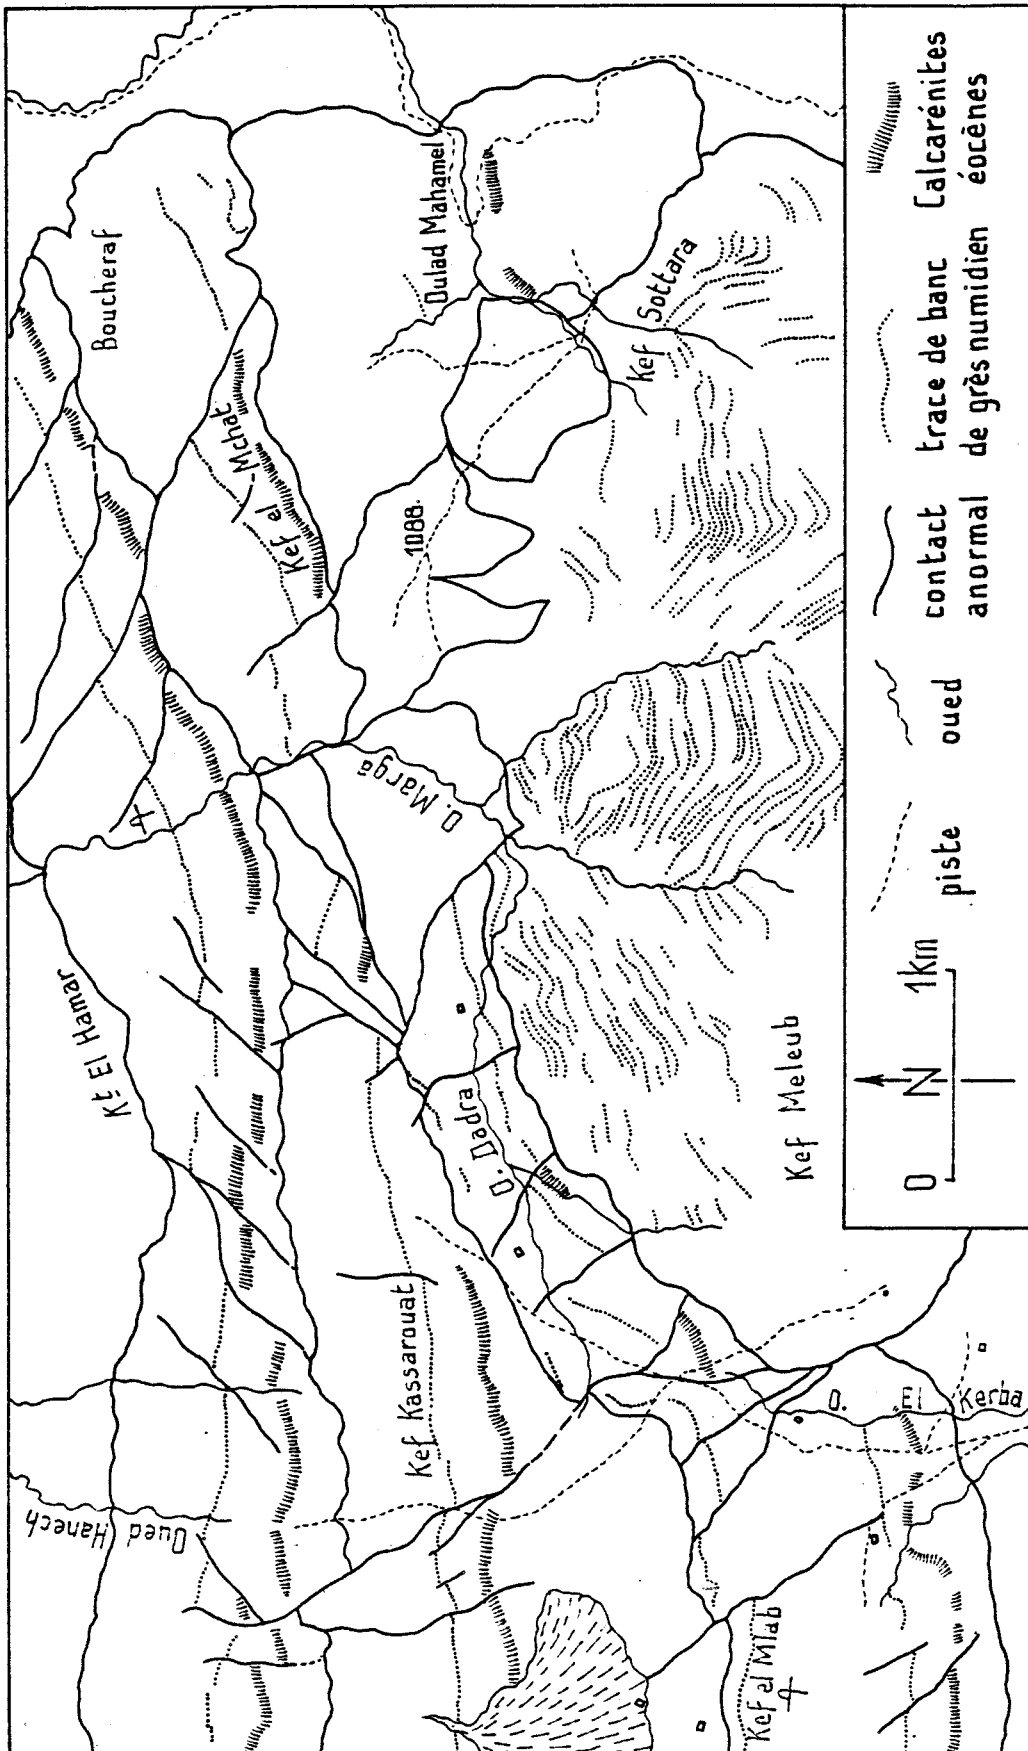 Boucheraf
Kef el Mchat
Oulad Mahamel
Kef Sottara
1088.
Kt. El Hamar
O. Marga
O. Dadra
Kef Meleub
Kef Kassarouat
Oued Hanech
Kef el Mlab
O. El Kerba
0 1km
N
piste
oued
contact
anormal
trace de banc
de grès numidien
Calcarénites
éocènes